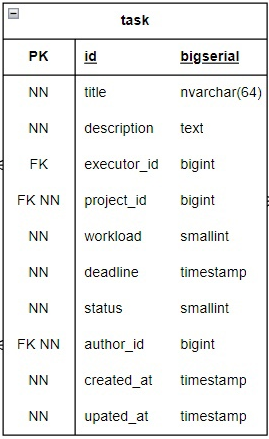 task
PK id bigserial
NN title nvarchar(64)
NN description text
FK executor_id bigint
FK NN project_id bigint
NN workload smallint
NN deadline timestamp
NN status smallint
FK NN author_id bigint
NN created_at timestamp
NN upated_at timestamp